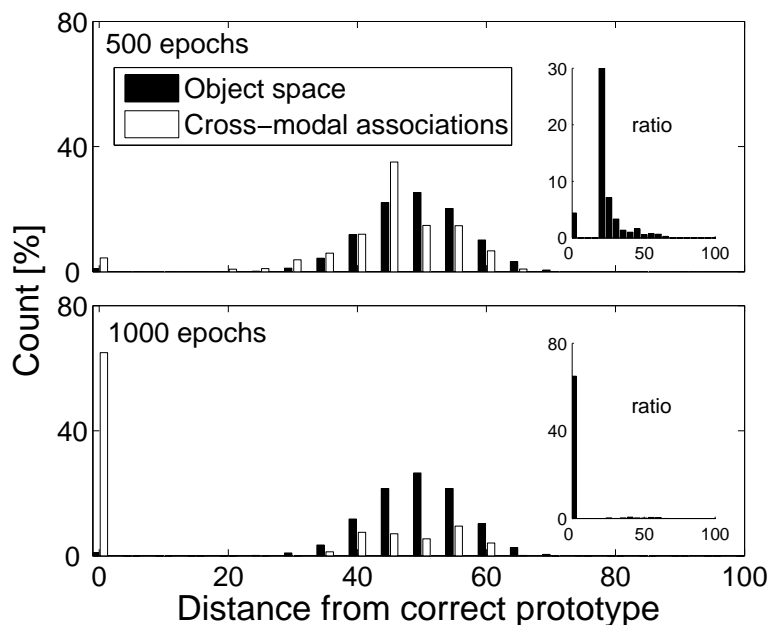 80
500 epochs
Object space
Cross-modal associations
40
0
30
20
10
0
ratio
0 50 100
Count [%]
80
1000 epochs
40
0
80
60
40
20
0
ratio
0 50 100
0 20 40 60 80 100
Distance from correct prototype